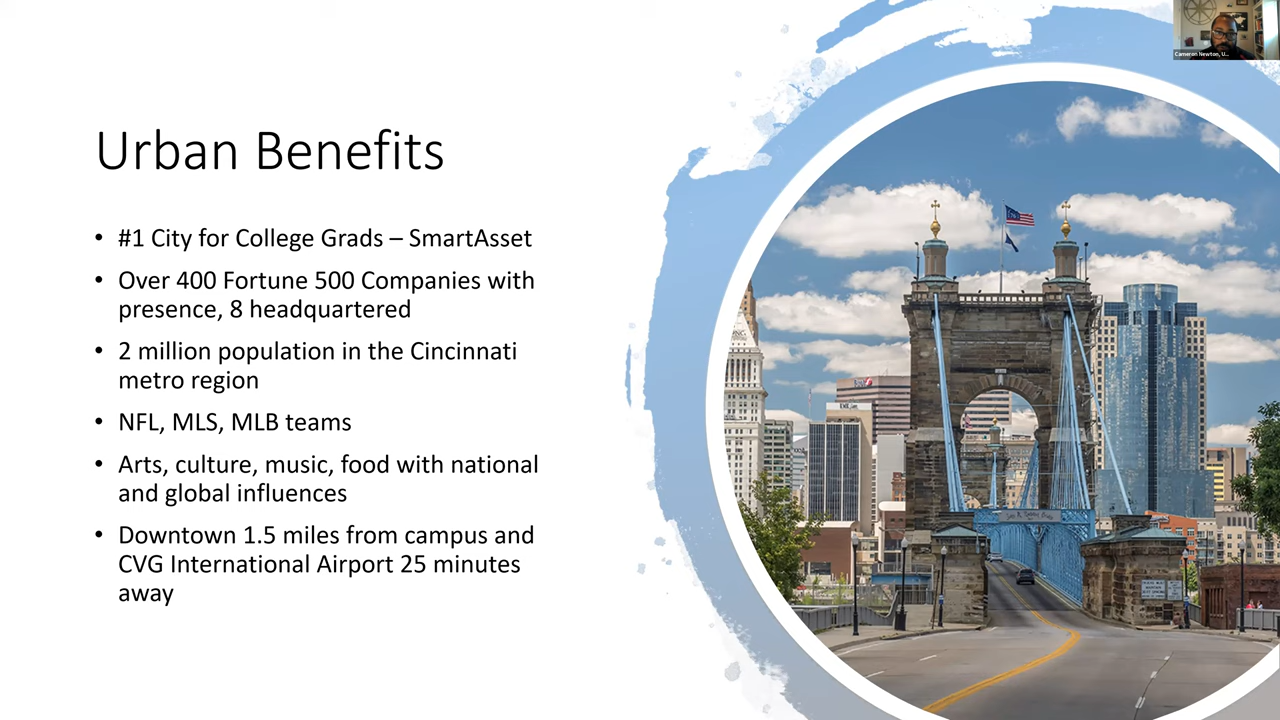 Cameron Newton, U...
Urban Benefits
• #1 City for College Grads – SmartAsset
• Over 400 Fortune 500 Companies with
presence, 8 headquartered
• 2 million population in the Cincinnati
metro region
• NFL, MLS, MLB teams
• Arts, culture, music, food with national
and global influences
• Downtown 1.5 miles from campus and
CVG International Airport 25 minutes
away